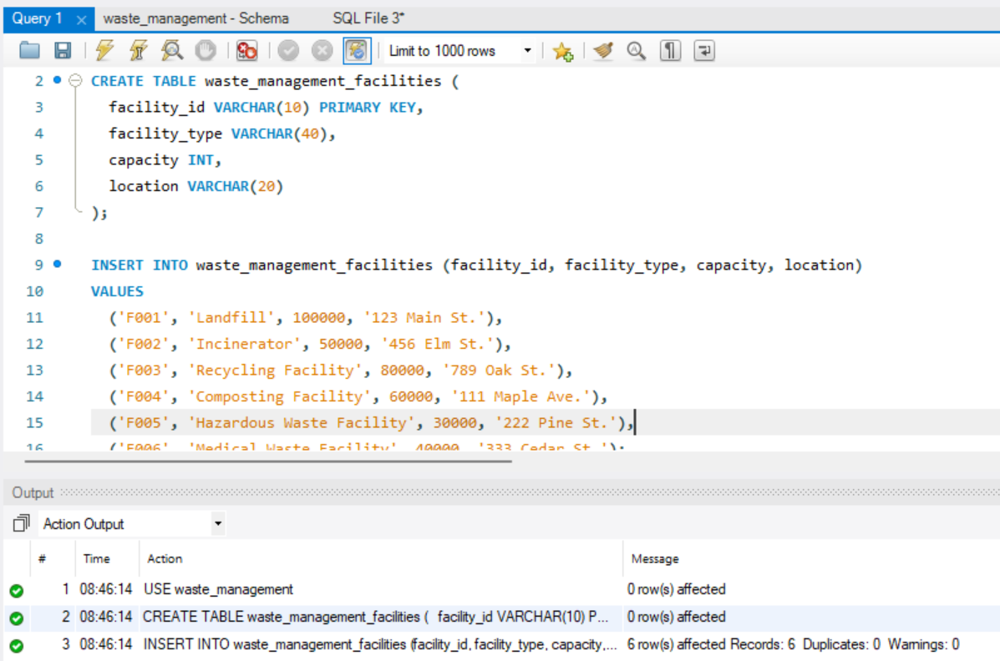 Query 1 × waste_management - Schema SQL File 3*
Limit to 1000 rows
2 CREATE TABLE waste_management_facilities (
3 facility_id VARCHAR(10) PRIMARY KEY,
4 facility_type VARCHAR(40),
5 capacity INT,
6 location VARCHAR(20)
7 );
8
9 INSERT INTO waste_management_facilities (facility_id, facility_type, capacity, location)
10 VALUES
11 ('F001', 'Landfill', 100000, '123 Main St.'),
12 ('F002', 'Incinerator', 50000, '456 Elm St.'),
13 ('F003', 'Recycling Facility', 80000, '789 Oak St.'),
14 ('F004', 'Composting Facility', 60000, '111 Maple Ave.'),
15 ('F005', 'Hazardous Waste Facility', 30000, '222 Pine St.'),
16 ('F006', 'Medical Waste Facility', 40000, '333 Cedar St.');
Output
Action Output
# Time Action Message
1 08:46:14 USE waste_management 0 row(s) affected
2 08:46:14 CREATE TABLE waste_management_facilities ( facility_id VARCHAR(10) P... 0 row(s) affected
3 08:46:14 INSERT INTO waste_management_facilities (facility_id, facility_type, capacity,... 6 row(s) affected Records: 6 Duplicates: 0 Warnings: 0